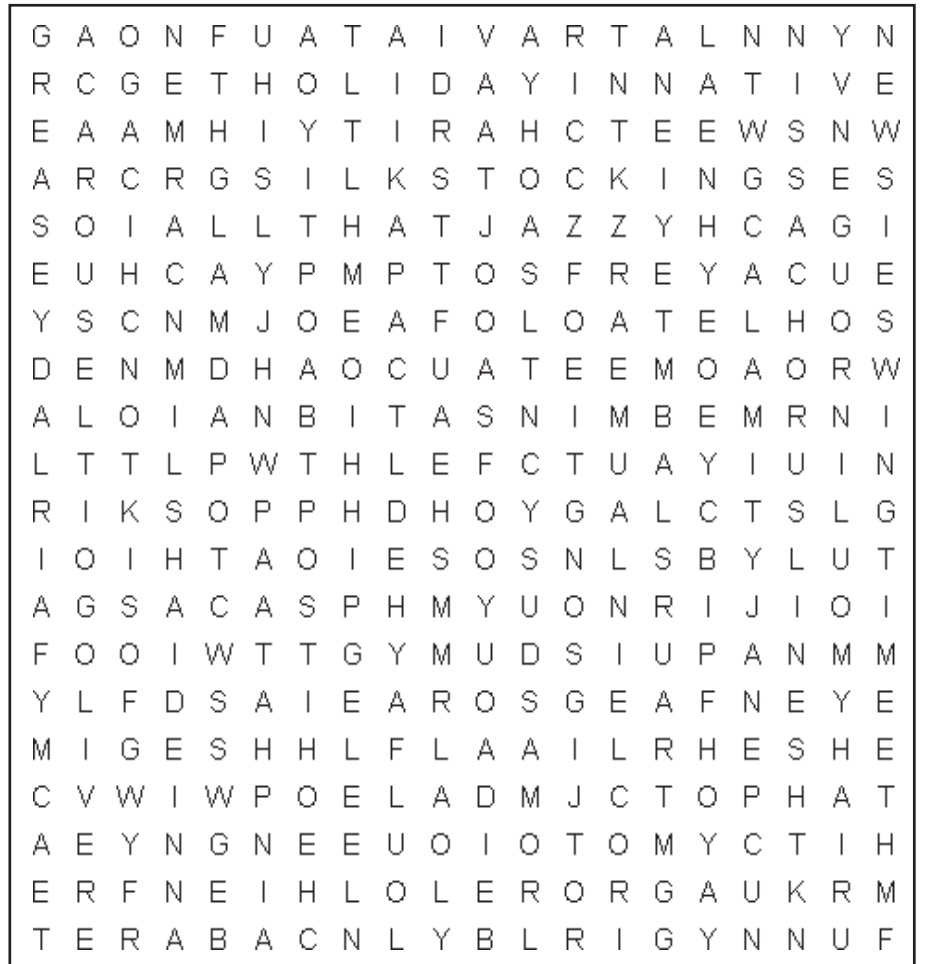 G A O N F U A T A I V A R T A L N N Y N
R C G E T H O L I D A Y I N N A T I V E
E A A M H I Y T I R A H C T E E W S N W
A R C R G S I L K S T O C K I N G S E S
S O I A L L T H A T J A Z Z Y H C A G I
E U H C A Y P M P T O S F R E Y A C U E
Y S C N M J O E A F O L O A T E L H O S
D E N M D H A O C U A T E E M O A O R W
A L O I A N B I T A S N I M B E M R N I
L T T L P W T H L E F C T U A Y I U I N
R I K S O P P H D H O Y G A L C T S L G
I O I H T A O I E S O S N L S B Y L U T
A G S A C A S P H M Y U O N R I J I O I
F O O I W T T G Y M U D S I U P A N M M
Y L F D S A I E A R O S G E A F N E Y E
M I G E S H H L F L A A I L R H E S H E
C V W I W P O E L A D M J C T O P H A T
A E Y N G N E E U O I O T O M Y C T I H
E R F N E I H L O L E R O R G A U K R M
T E R A B A C N L Y B L R I G Y N N U F